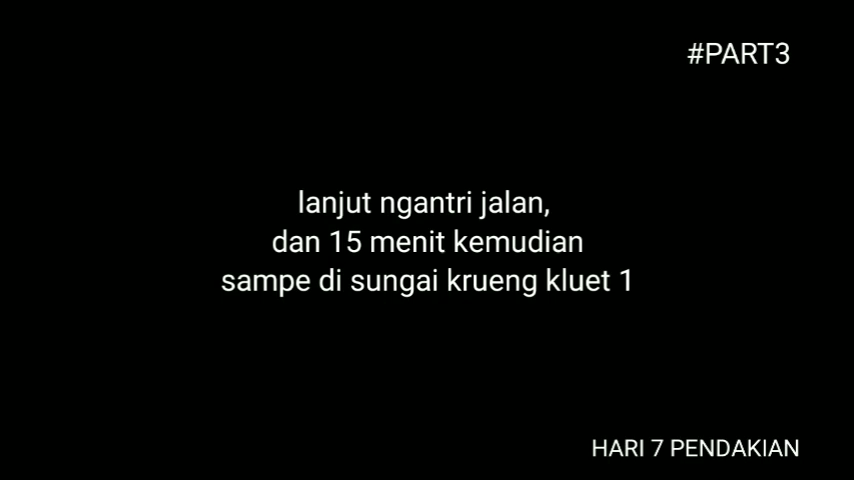 #PART3
lanjut ngantri jalan,
dan 15 menit kemudian
sampe di sungai krueng kluet 1
HARI 7 PENDAKIAN